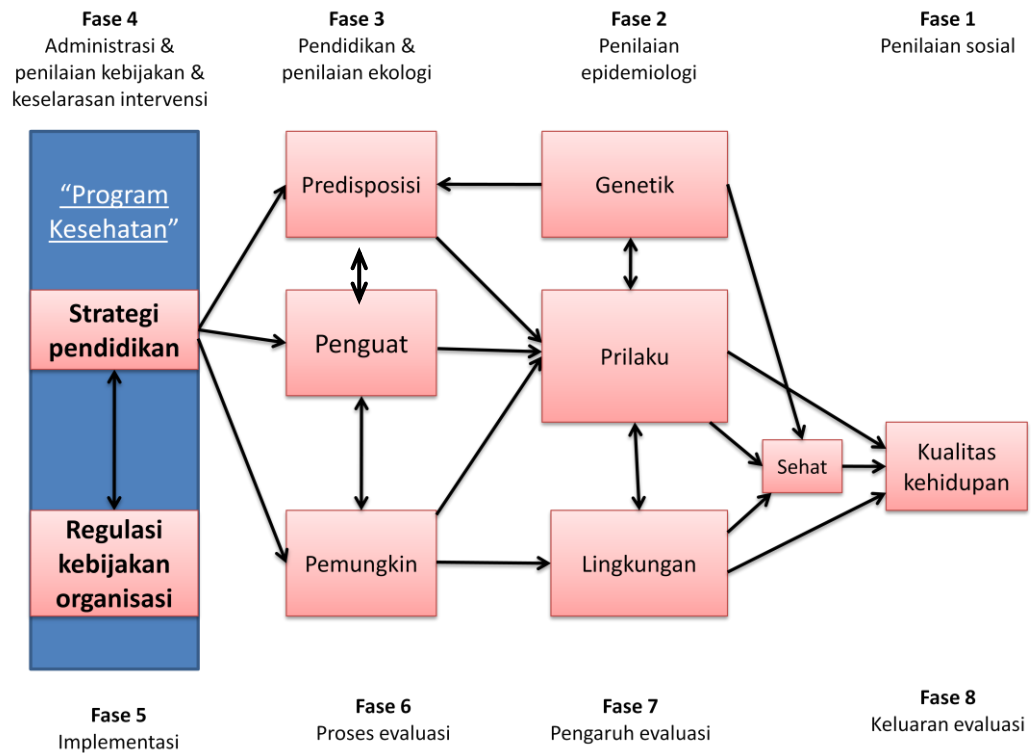 Fase 4
Administrasi &
penilaian kebijakan &
keselarasan intervensi
Fase 3
Pendidikan &
penilaian ekologi
Fase 2
Penilaian
epidemiologi
Fase 1
Penilaian sosial
“Program
Kesehatan”
Strategi
pendidikan
Regulasi
kebijakan
organisasi
Predisposisi
Penguat
Pemungkin
Genetik
Prilaku
Lingkungan
Sehat
Kualitas
kehidupan
Fase 5
Implementasi
Fase 6
Proses evaluasi
Fase 7
Pengaruh evaluasi
Fase 8
Keluaran evaluasi